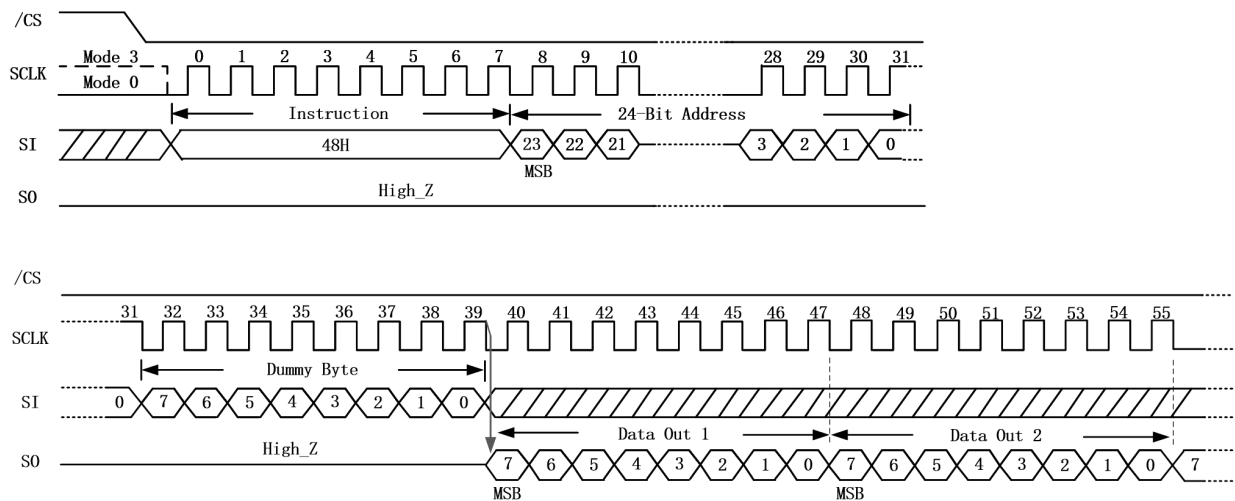 /CS
Mode 3 0 1 2 3 4 5 6 7 8 9 10 28 29 30 31
SCLK
Mode 0
Instruction 24-Bit Address
SI 48H 23 22 21 3 2 1 0
MSB
High_Z
SO
/CS
31 32 33 34 35 36 37 38 39 40 41 42 43 44 45 46 47 48 49 50 51 52 53 54 55
SCLK
Dummy Byte
SI 0 7 6 5 4 3 2 1 0
Data Out 1 Data Out 2
High_Z
SO 7 6 5 4 3 2 1 0 7 6 5 4 3 2 1 0 7
MSB MSB